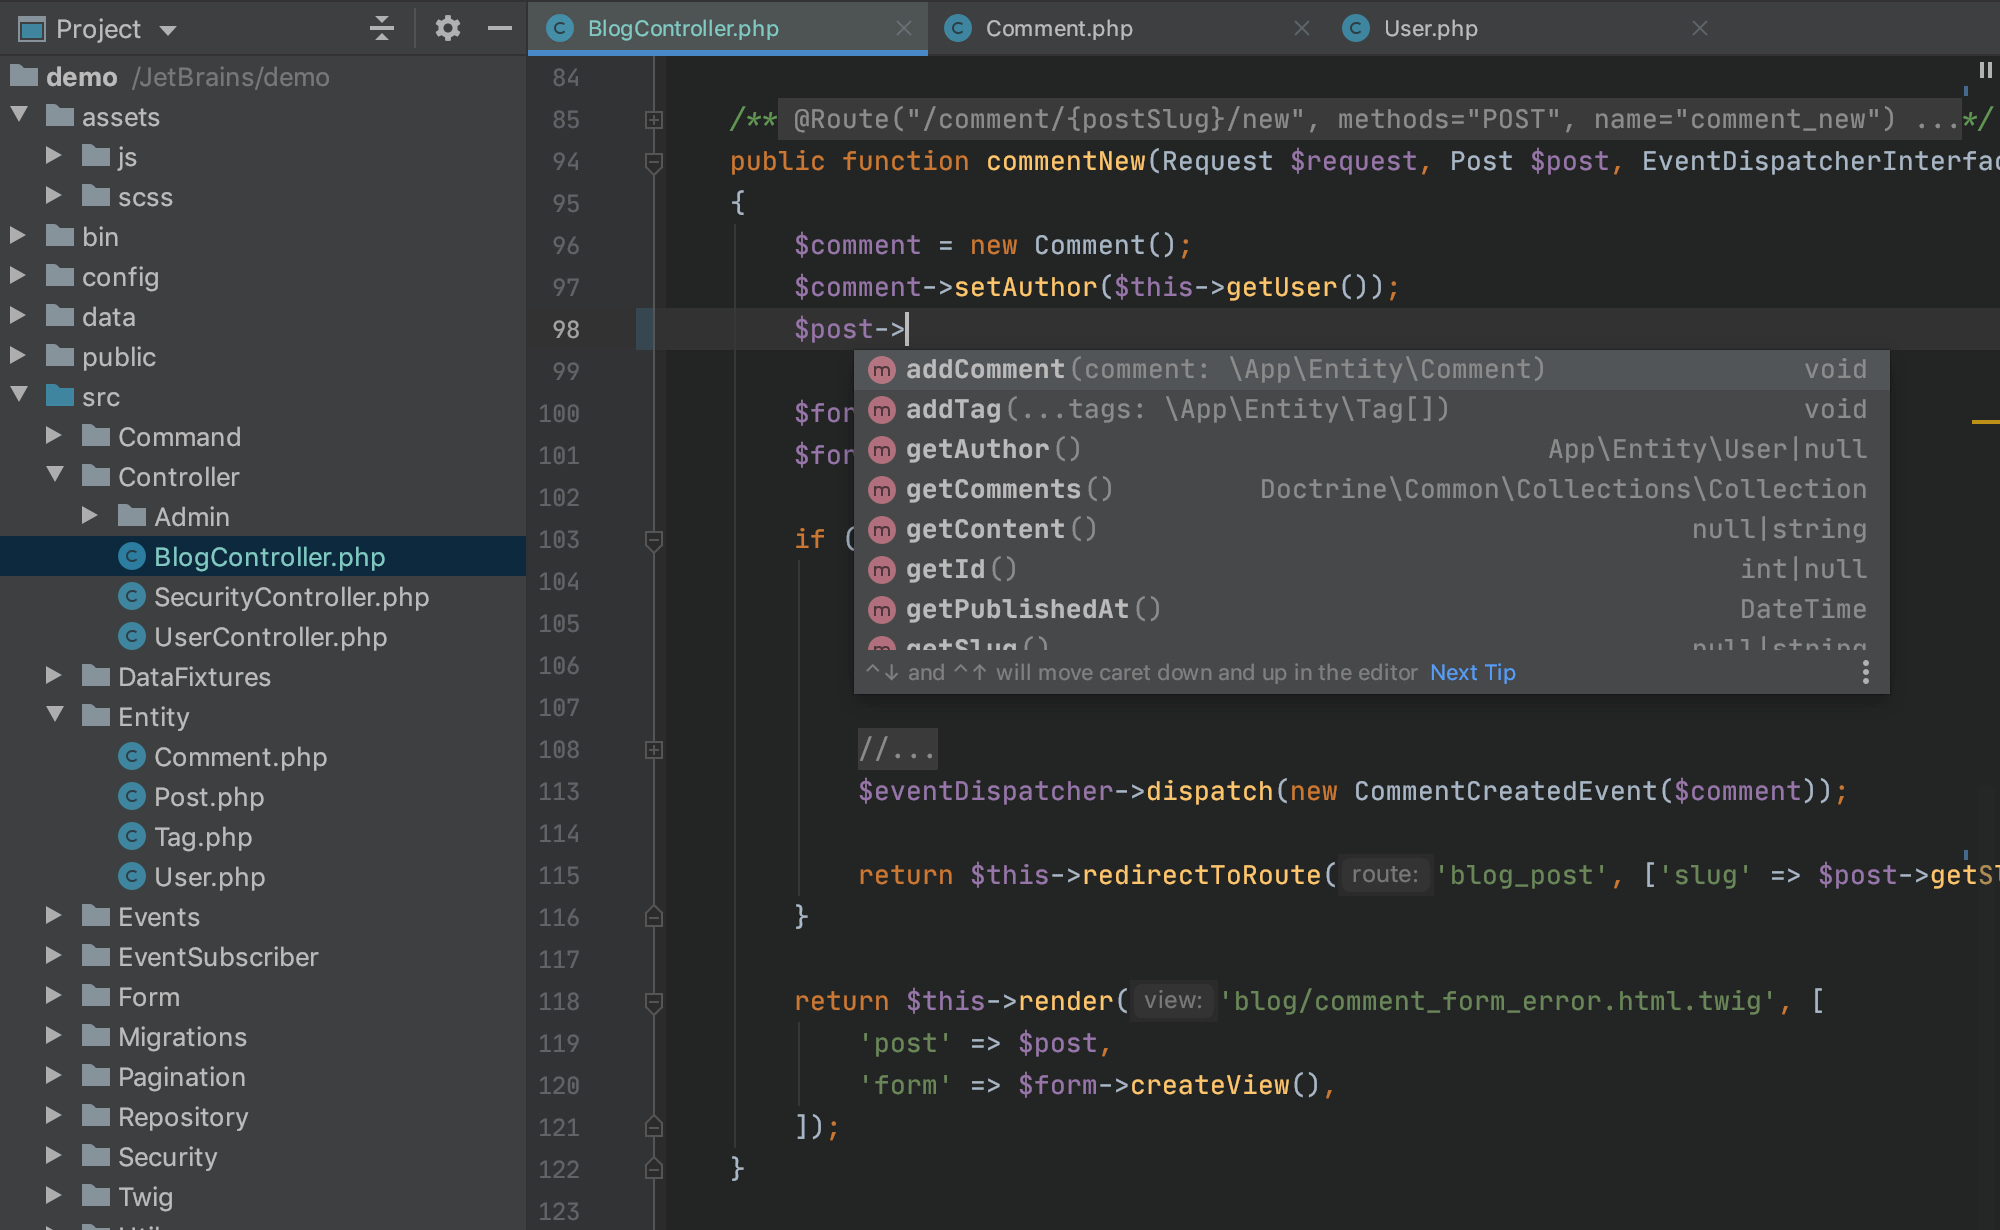 Project
demo /JetBrains/demo
assets
js
scss
bin
config
data
public
src
Command
Controller
Admin
BlogController.php
SecurityController.php
UserController.php
DataFixtures
Entity
Comment.php
Post.php
Tag.php
User.php
Events
EventSubscriber
Form
Migrations
Pagination
Repository
Security
Twig
BlogController.php Comment.php User.php
84
85 /** @Route("/comment/{postSlug}/new", methods="POST", name="comment_new") ...*/
94 public function commentNew(Request $request, Post $post, EventDispatcherInterfac
95 {
96 $comment = new Comment();
97 $comment->setAuthor($this->getUser());
98 $post->
99
100 $for
101 $for
102
103 if (
104
105
106
107
addComment(comment: \App\Entity\Comment) void
addTag(...tags: \App\Entity\Tag[]) void
getAuthor() App\Entity\User|null
getComments() Doctrine\Common\Collections\Collection
getContent() null|string
getId() int|null
getPublishedAt() DateTime
getSlug() null|string
^↓ and ^↑ will move caret down and up in the editor Next Tip
108 //...
113 $eventDispatcher->dispatch(new CommentCreatedEvent($comment));
114
115 return $this->redirectToRoute( route: 'blog_post', ['slug' => $post->getSl
116 }
117
118 return $this->render( view: 'blog/comment_form_error.html.twig', [
119 'post' => $post,
120 'form' => $form->createView(),
121 ]);
122 }
123